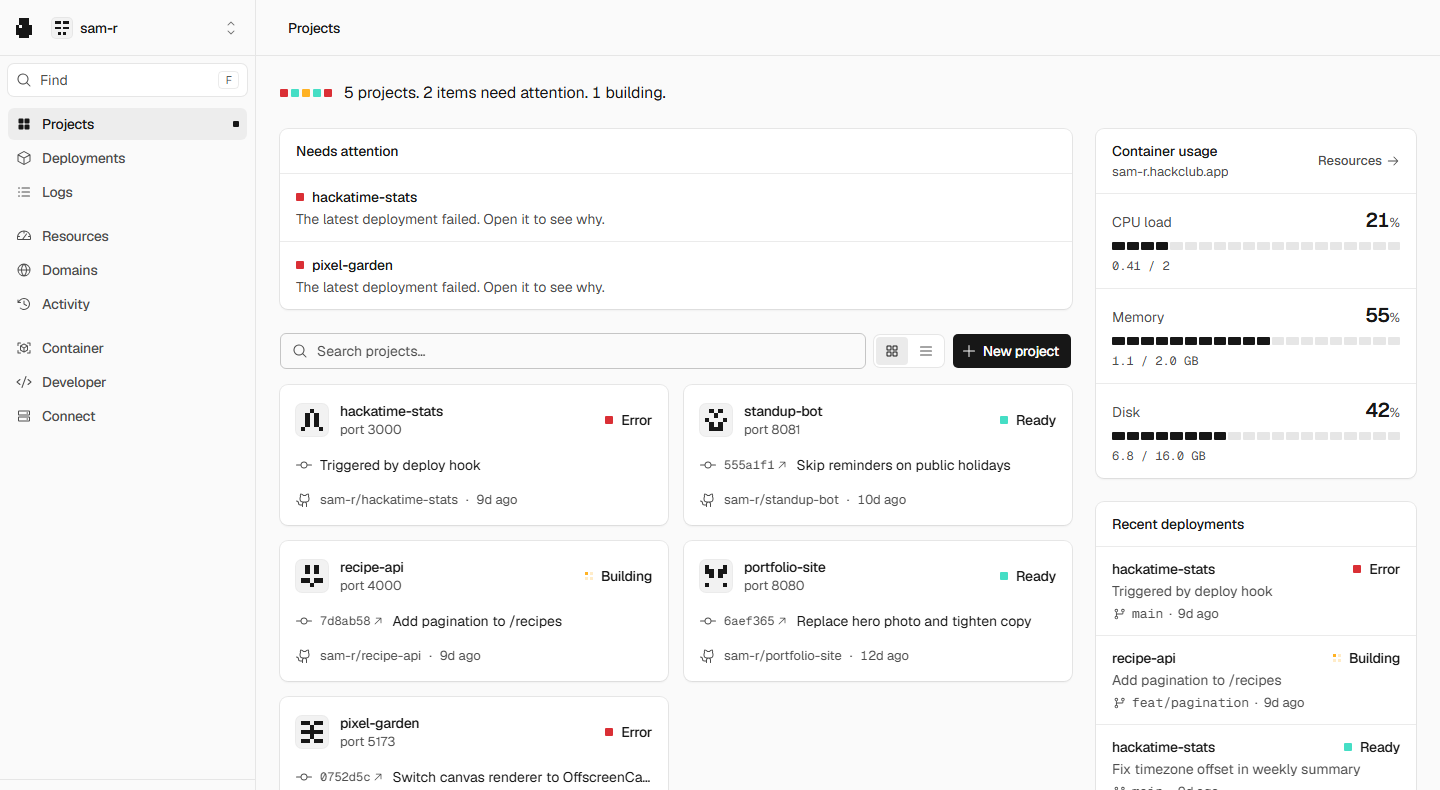 sam-r
Find F
Projects
Deployments
Logs
Resources
Domains
Activity
Container
Developer
Connect
Projects
5 projects. 2 items need attention. 1 building.
Needs attention
hackatime-stats
The latest deployment failed. Open it to see why.
pixel-garden
The latest deployment failed. Open it to see why.
Search projects...
New project
hackatime-stats
port 3000
Error
Triggered by deploy hook
sam-r/hackatime-stats · 9d ago
standup-bot
port 8081
Ready
555a1f1 ↗ Skip reminders on public holidays
sam-r/standup-bot · 10d ago
recipe-api
port 4000
Building
7d8ab58 ↗ Add pagination to /recipes
sam-r/recipe-api · 9d ago
portfolio-site
port 8080
Ready
6aef365 ↗ Replace hero photo and tighten copy
sam-r/portfolio-site · 12d ago
pixel-garden
port 5173
Error
0752d5c ↗ Switch canvas renderer to OffscreenCa...
Container usage
sam-r.hackclub.app
Resources →
CPU load 21%
0.41 / 2
Memory 55%
1.1 / 2.0 GB
Disk 42%
6.8 / 16.0 GB
Recent deployments
hackatime-stats Error
Triggered by deploy hook
main · 9d ago
recipe-api Building
Add pagination to /recipes
feat/pagination · 9d ago
hackatime-stats Ready
Fix timezone offset in weekly summary